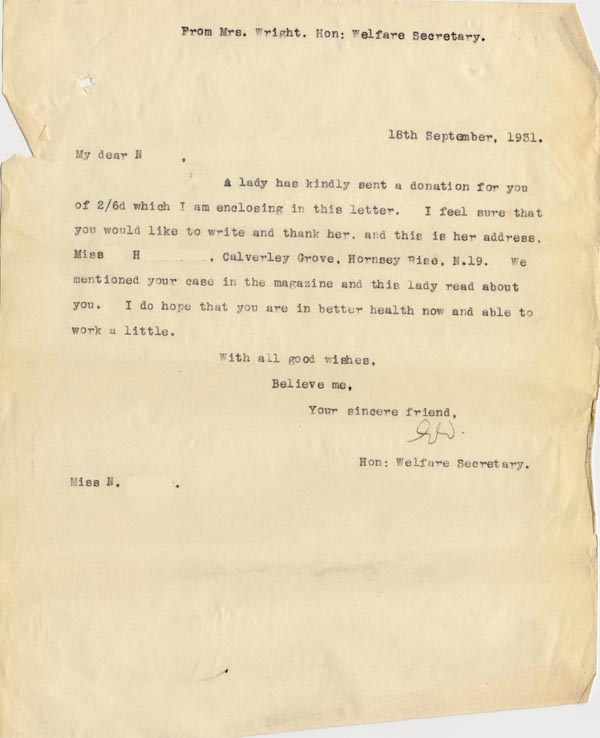 From Mrs. Wright. Hon: Welfare Secretary.
18th September, 1931.
My dear N .
A lady has kindly sent a donation for you
of 2/6d which I am enclosing in this letter. I feel sure that
you would like to write and thank her, and this is her address,
Miss H , Calverley Grove, Hornsey Rise, N.19. We
mentioned your case in the magazine and this lady read about
you. I do hope that you are in better health now and able to
work a little.
With all good wishes,
Believe me,
Your sincere friend,
Hon: Welfare Secretary.
Miss N. .